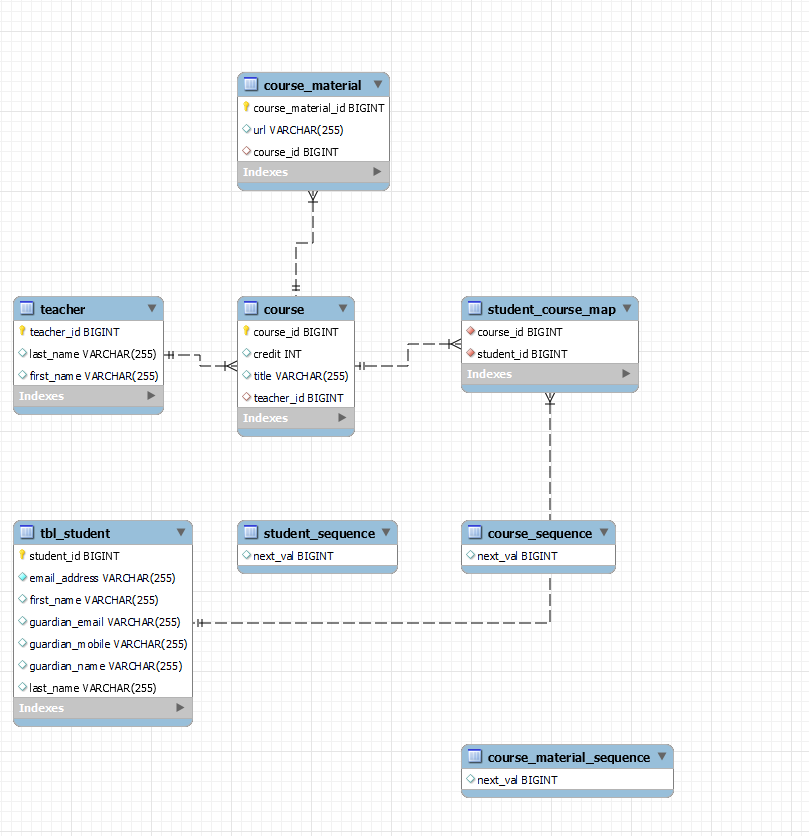 course_material
course_material_id BIGINT
url VARCHAR(255)
course_id BIGINT
Indexes
teacher
teacher_id BIGINT
last_name VARCHAR(255)
first_name VARCHAR(255)
Indexes
course
course_id BIGINT
credit INT
title VARCHAR(255)
teacher_id BIGINT
Indexes
student_course_map
course_id BIGINT
student_id BIGINT
Indexes
tbl_student
student_id BIGINT
email_address VARCHAR(255)
first_name VARCHAR(255)
guardian_email VARCHAR(255)
guardian_mobile VARCHAR(255)
guardian_name VARCHAR(255)
last_name VARCHAR(255)
Indexes
student_sequence
next_val BIGINT
course_sequence
next_val BIGINT
course_material_sequence
next_val BIGINT